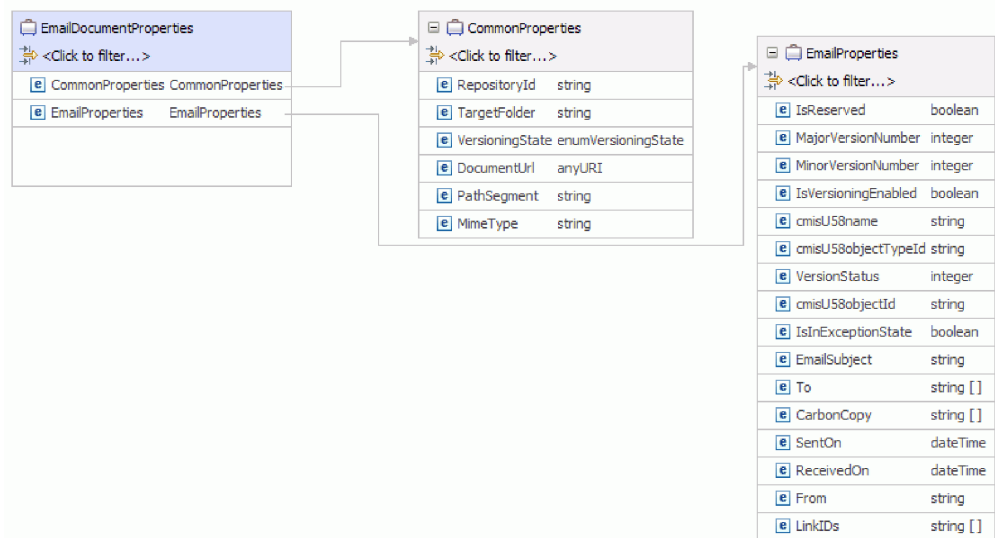 EmailDocumentProperties
<Click to filter...>
CommonProperties CommonProperties
EmailProperties EmailProperties
CommonProperties
<Click to filter...>
RepositoryId string
TargetFolder string
VersioningState enumVersioningState
DocumentUrl anyURI
PathSegment string
MimeType string
EmailProperties
<Click to filter...>
IsReserved boolean
MajorVersionNumber integer
MinorVersionNumber integer
IsVersioningEnabled boolean
cmisU58name string
cmisU58objectTypeId string
VersionStatus integer
cmisU58objectId string
IsInExceptionState boolean
EmailSubject string
To string []
CarbonCopy string []
SentOn dateTime
ReceivedOn dateTime
From string
LinkIDs string []